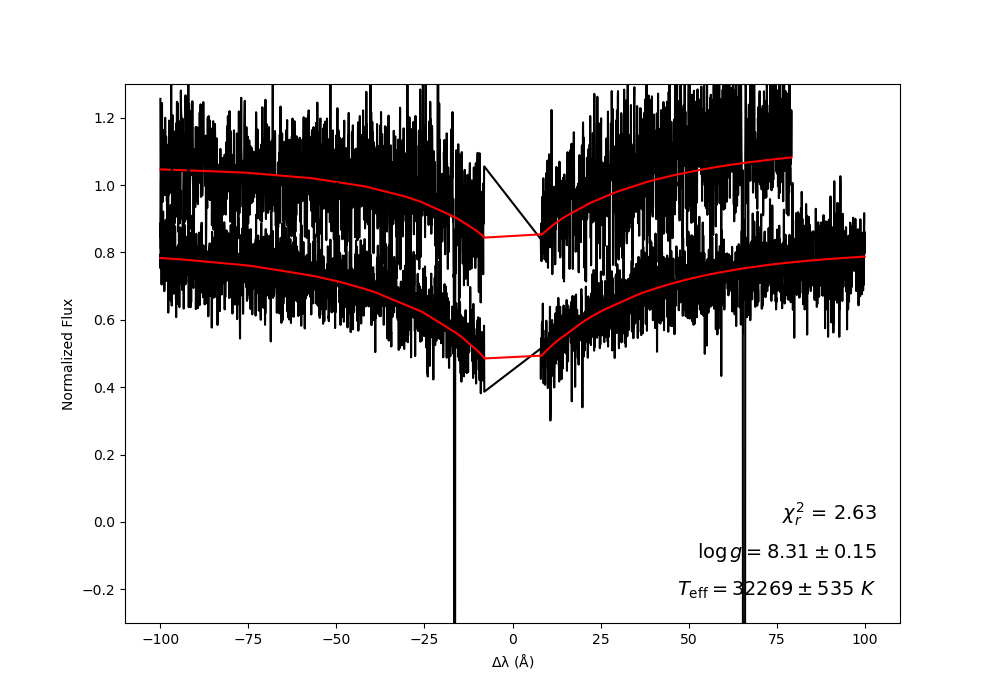 1.2
1.0
0.8
0.6
0.4
0.2
0.0
−0.2
Normalized Flux
χ²ᵣ = 2.63
log g = 8.31 ± 0.15
T_eff = 32269 ± 535 K
−100 −75 −50 −25 0 25 50 75 100
Δλ (Å)